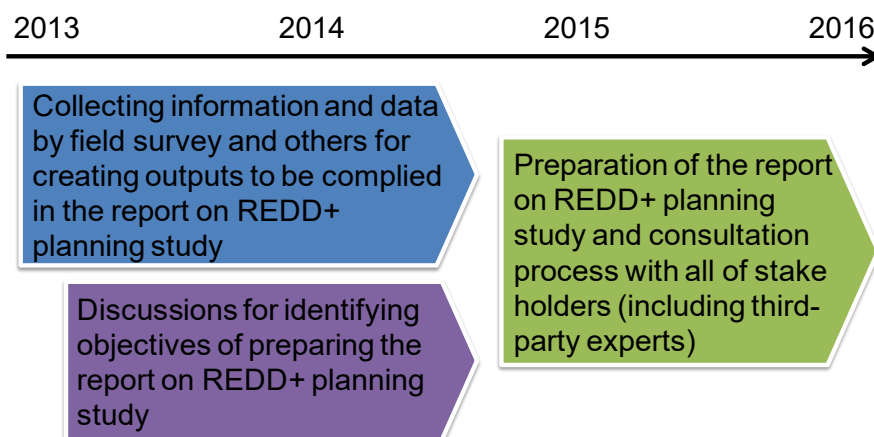 2013 2014 2015 2016
Collecting information and data
by field survey and others for
creating outputs to be complied
in the report on REDD+
planning study
Discussions for identifying
objectives of preparing the
report on REDD+ planning
study
Preparation of the report
on REDD+ planning
study and consultation
process with all of stake
holders (including third-
party experts)